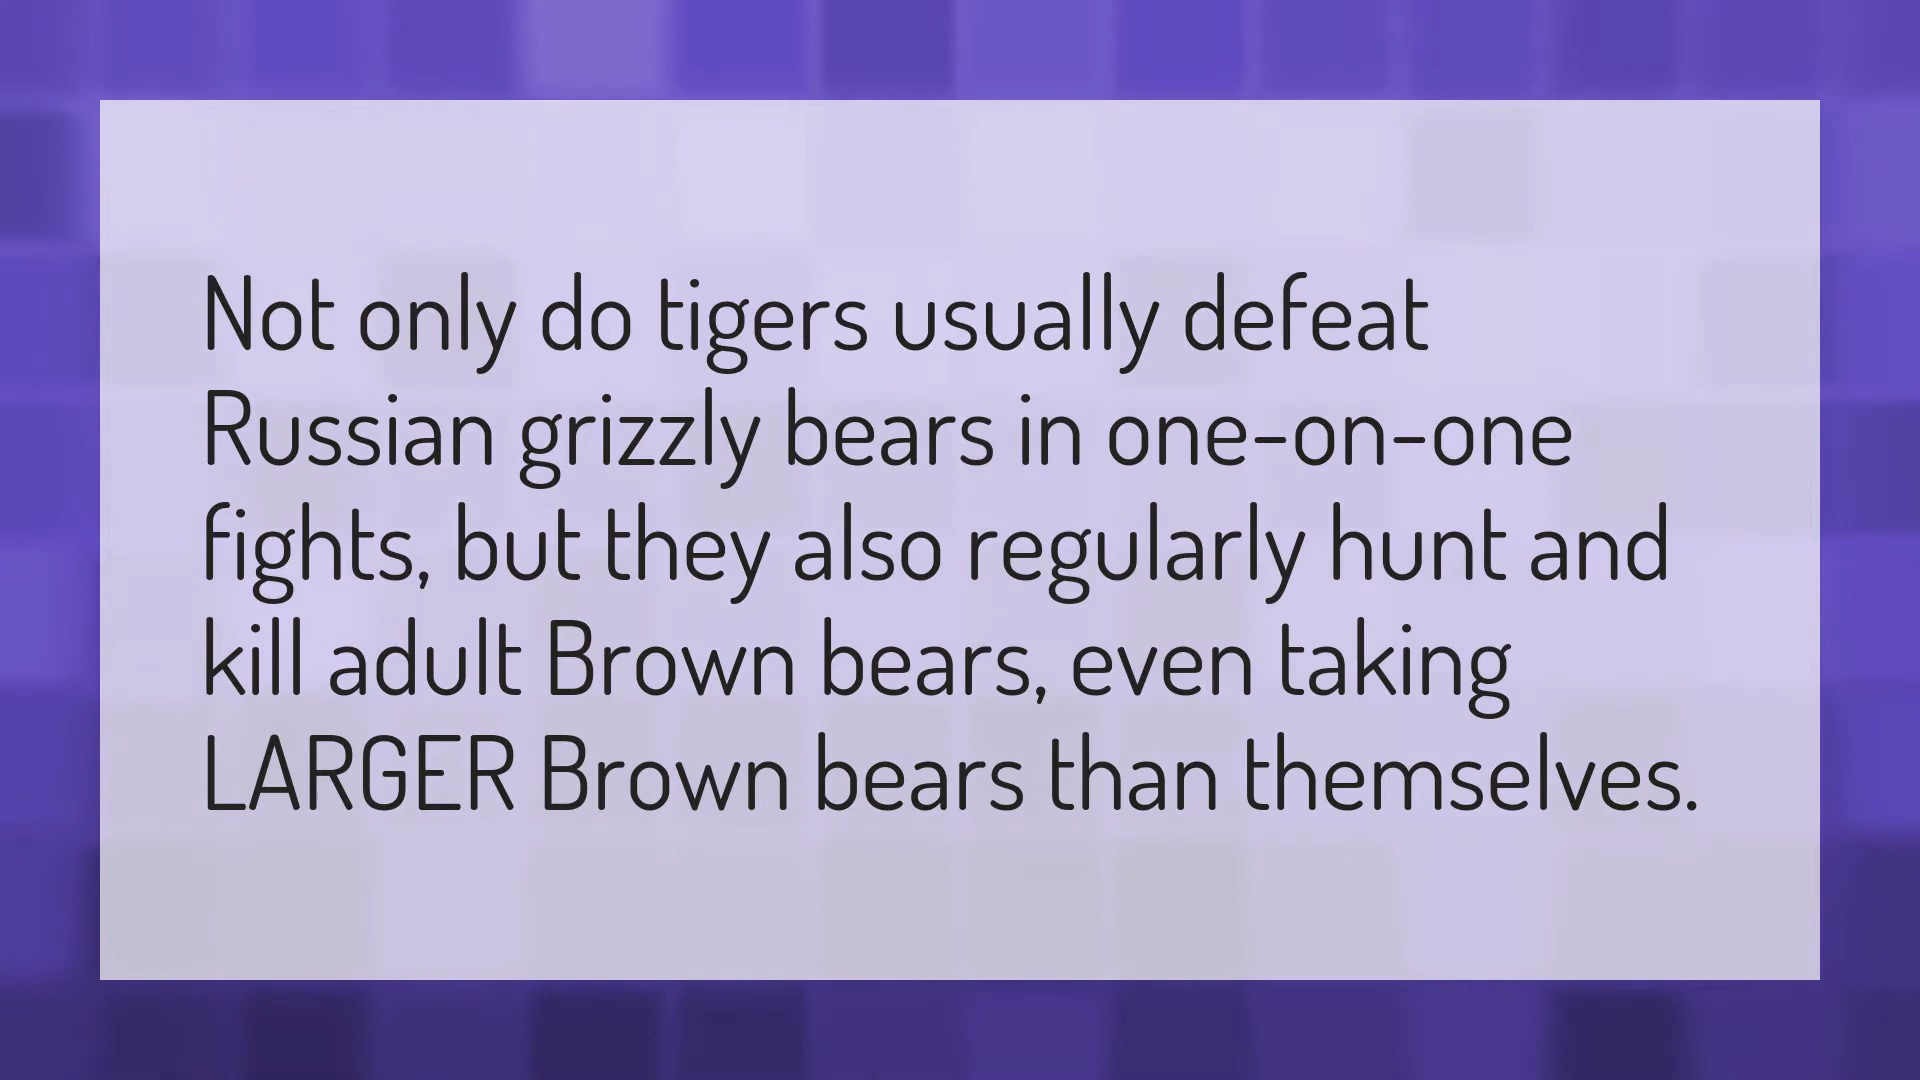 Not only do tigers usually defeat
Russian grizzly bears in one-on-one
fights, but they also regularly hunt and
kill adult Brown bears, even taking
LARGER Brown bears than themselves.